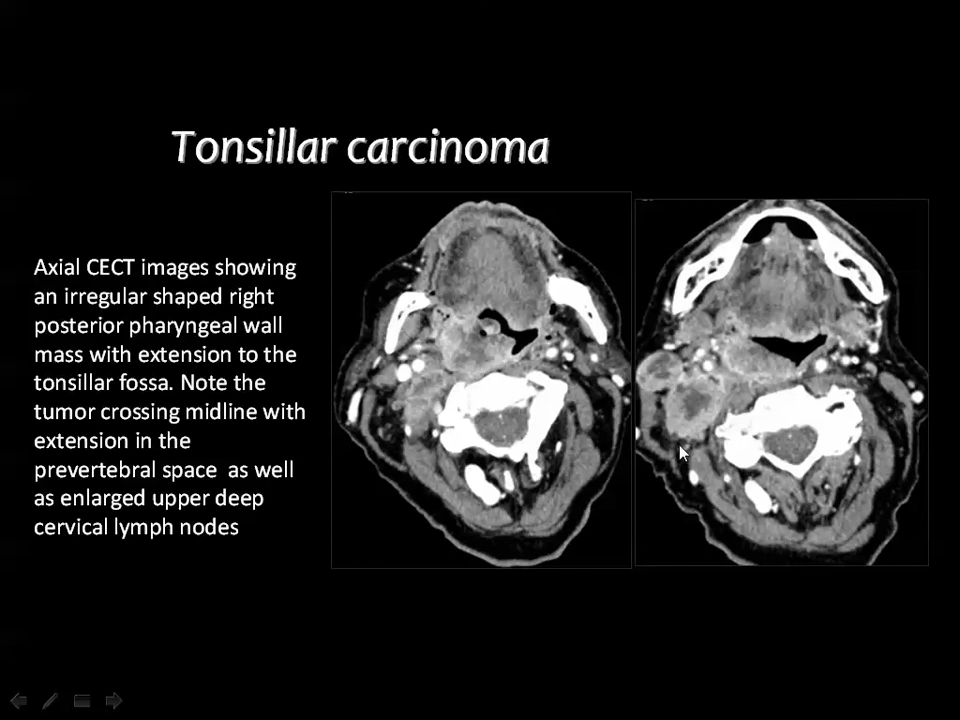 Tonsillar carcinoma
Axial CECT images showing
an irregular shaped right
posterior pharyngeal wall
mass with extension to the
tonsillar fossa. Note the
tumor crossing midline with
extension in the
prevertebral space as well
as enlarged upper deep
cervical lymph nodes